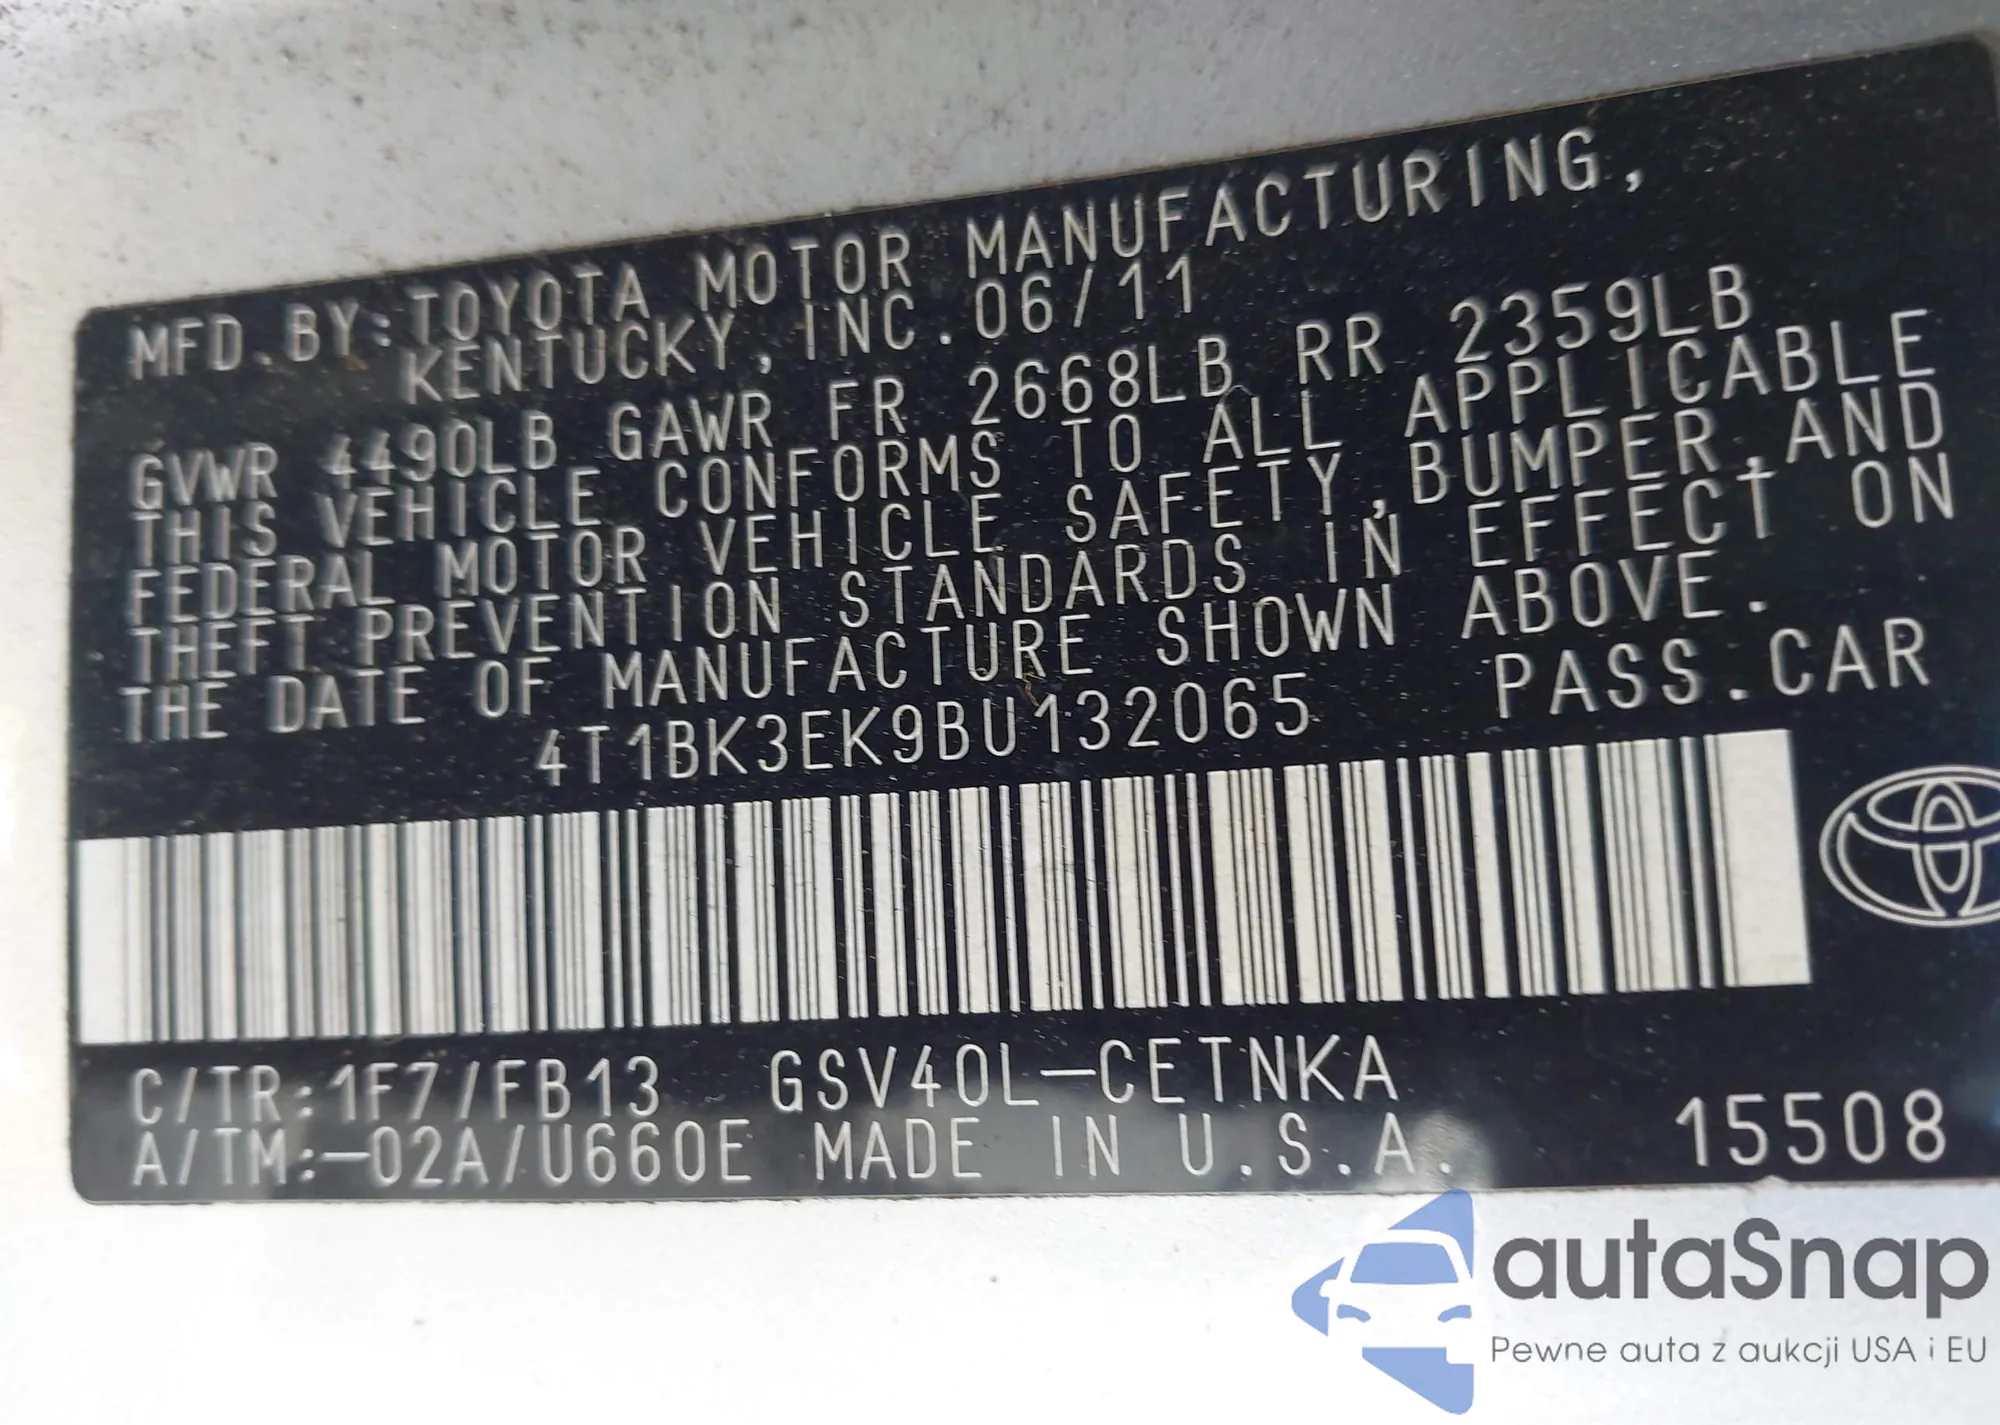 MFD.BY:TOYOTA MOTOR MANUFACTURING,
KENTUCKY, INC. 06/11
GVWR 4490LB GAWR FR 2668LB RR 2359LB
THIS VEHICLE CONFORMS TO ALL APPLICABLE
FEDERAL MOTOR VEHICLE SAFETY,BUMPER,AND
THEFT PREVENTION STANDARDS IN EFFECT ON
THE DATE OF MANUFACTURE SHOWN ABOVE.
4T1BK3EK9BU132065 PASS.CAR
C/TR:1F7/FB13 GSV40L-CETNKA
A/TM:-02A/U660E MADE IN U.S.A. 15508
autaSnap
Pewne auta z aukcji USA i EU